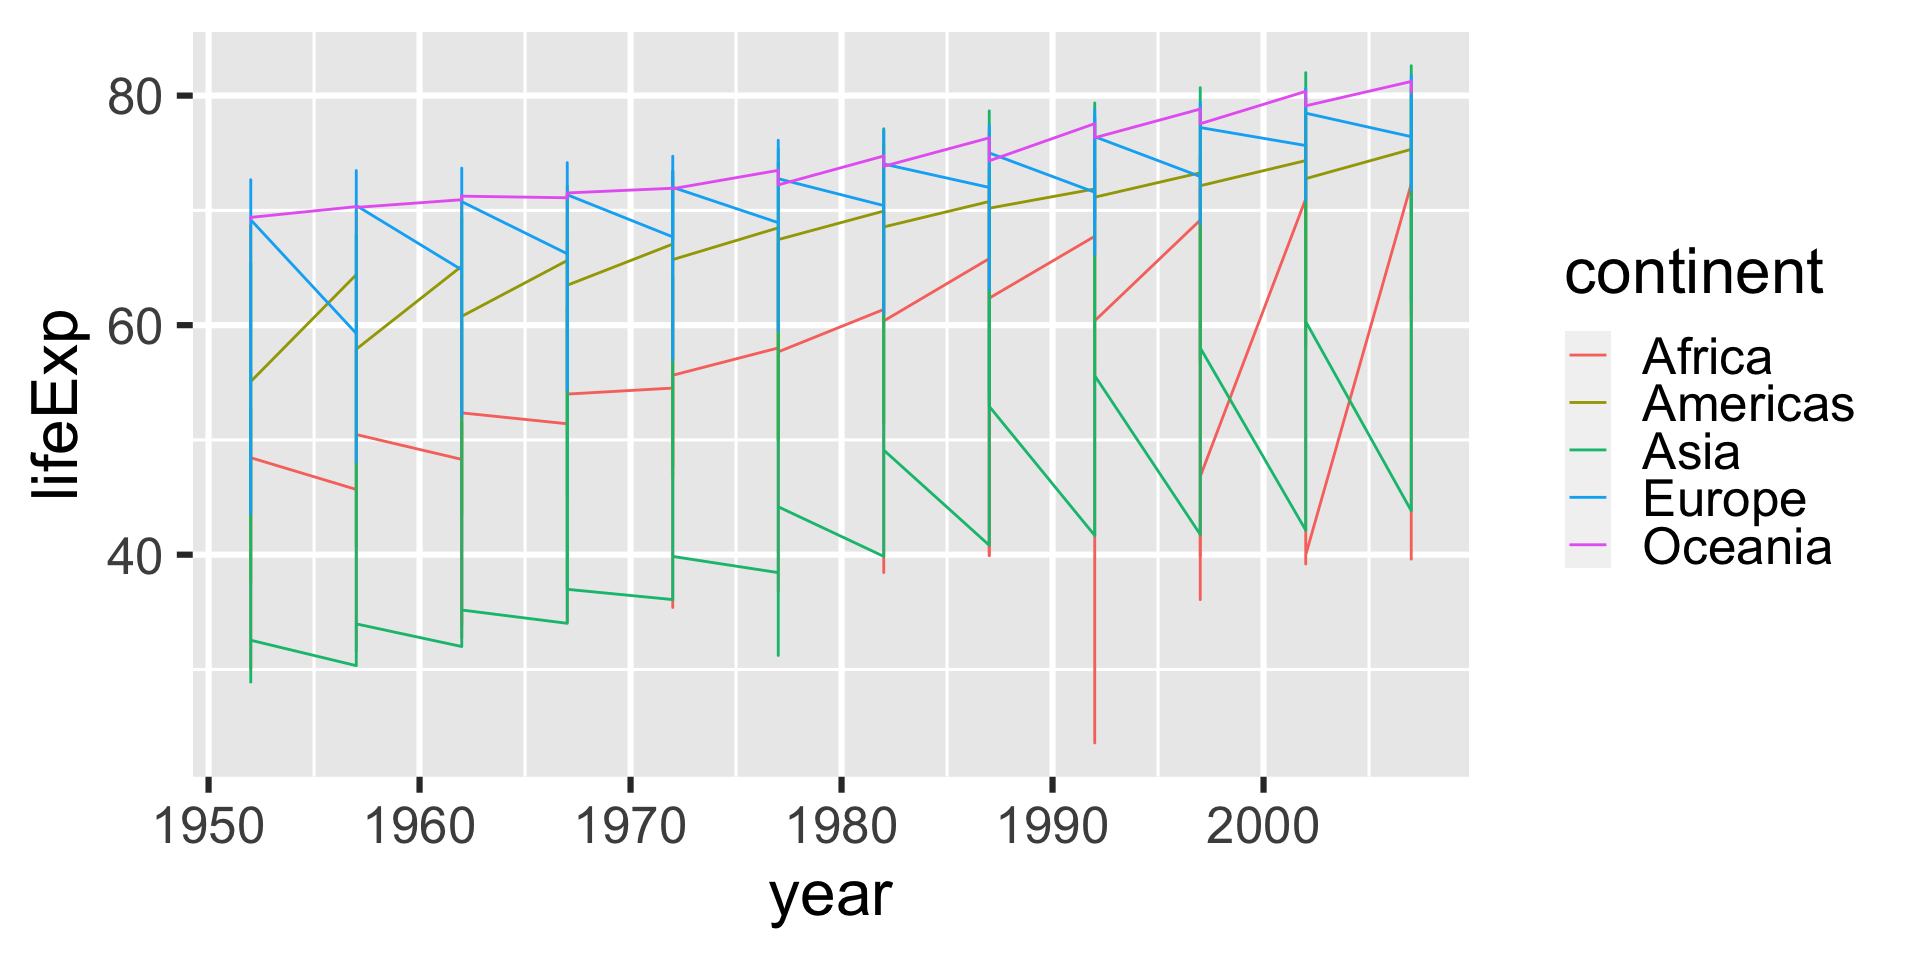 80
60
40
lifeExp
1950 1960 1970 1980 1990 2000
year
continent
Africa
Americas
Asia
Europe
Oceania